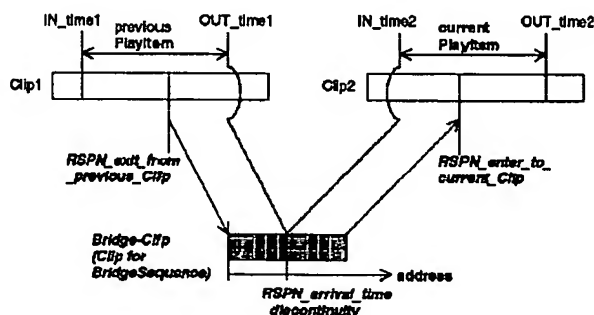 IN_time1
previous
PlayItem
OUT_time1
IN_time2
current
PlayItem
OUT_time2
Clip1
Clip2
RSPN_exit_from
_previous_Clip
RSPN_enter_to_
current_Clip
Bridge-Clip
(Clip for
BridgeSequence)
address
RSPN_arrival_time
discontinuity